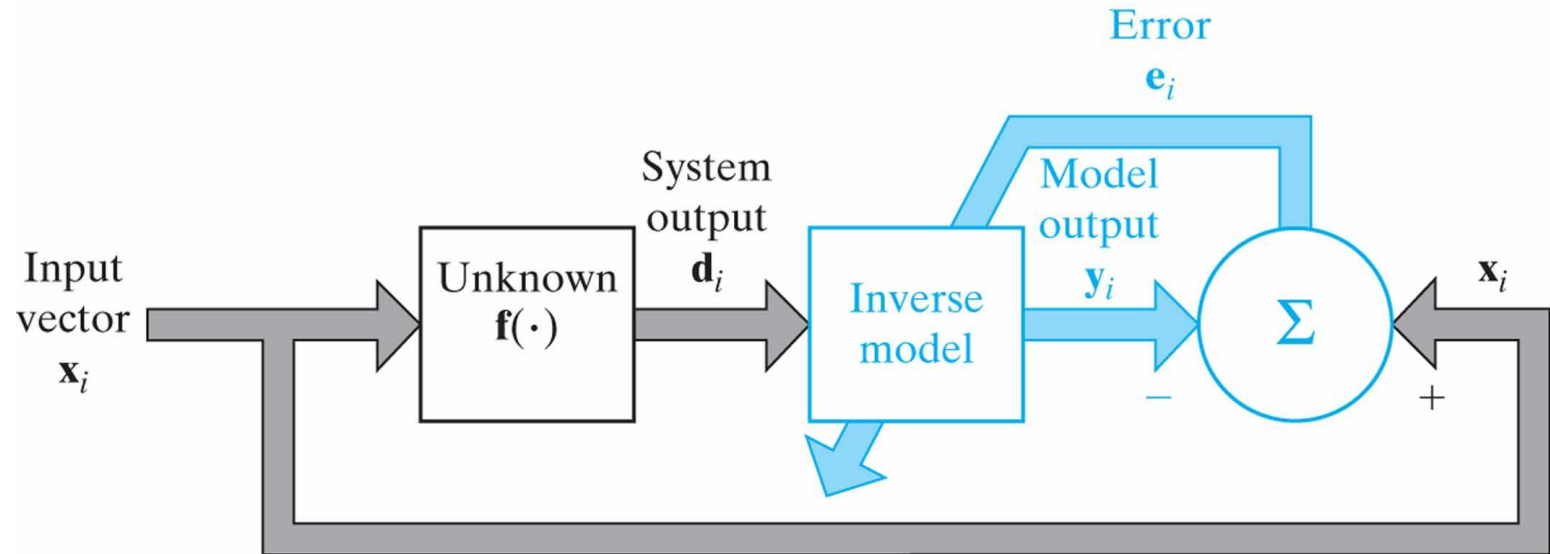 Error
e_i
System
output
d_i
Model
output
y_i
Input
vector
x_i
Unknown
f(·)
Inverse
model
Σ
x_i
−
+